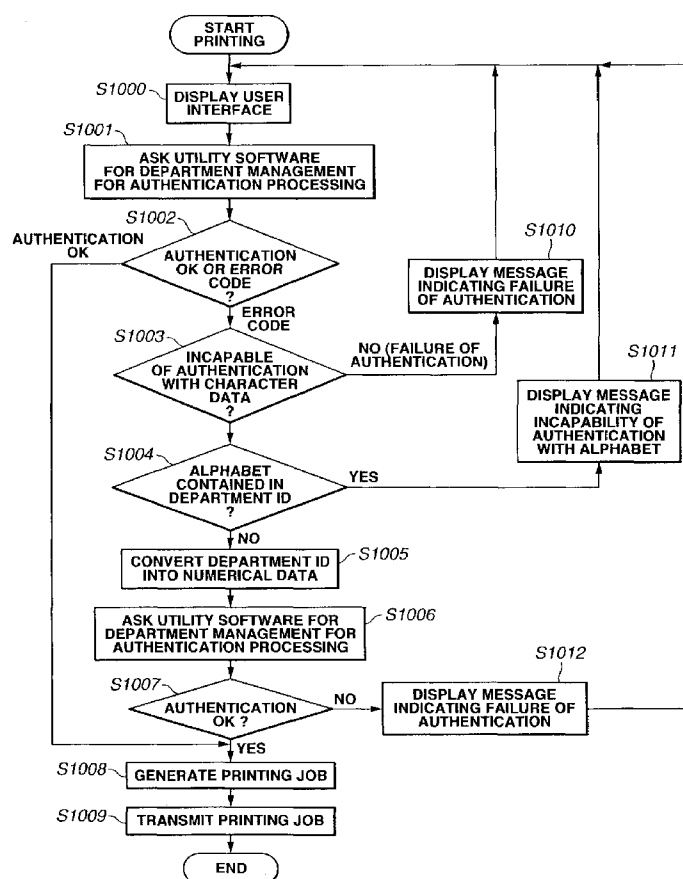 START
PRINTING
S1000
DISPLAY USER
INTERFACE
S1001
ASK UTILITY SOFTWARE
FOR DEPARTMENT MANAGEMENT
FOR AUTHENTICATION PROCESSING
S1002
AUTHENTICATION
OK
AUTHENTICATION
OK OR ERROR
CODE
?
ERROR
CODE
S1003
INCAPABLE
OF AUTHENTICATION
WITH CHARACTER
DATA
?
NO (FAILURE OF
AUTHENTICATION)
S1010
DISPLAY MESSAGE
INDICATING FAILURE
OF AUTHENTICATION
S1011
DISPLAY MESSAGE
INDICATING
INCAPABILITY OF
AUTHENTICATION
WITH ALPHABET
S1004
ALPHABET
CONTAINED IN
DEPARTMENT ID
?
YES
NO
S1005
CONVERT DEPARTMENT ID
INTO NUMERICAL DATA
S1006
ASK UTILITY SOFTWARE FOR
DEPARTMENT MANAGEMENT FOR
AUTHENTICATION PROCESSING
S1007
AUTHENTICATION
OK ?
NO
S1012
DISPLAY MESSAGE
INDICATING FAILURE OF
AUTHENTICATION
YES
S1008
GENERATE PRINTING JOB
S1009
TRANSMIT PRINTING JOB
END